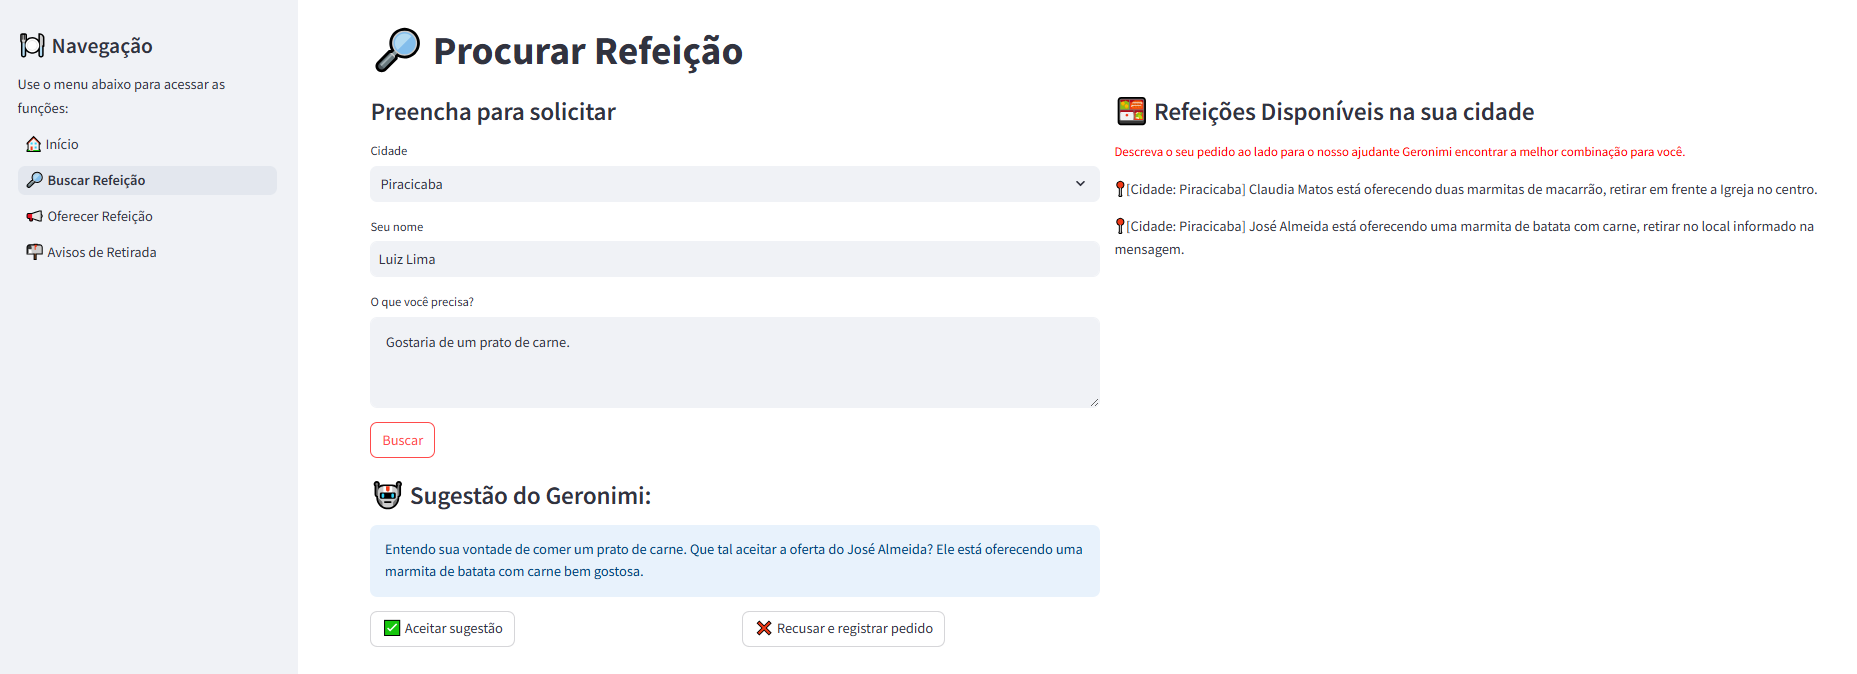 Navegação
Use o menu abaixo para acessar as
funções:
Início
Buscar Refeição
Oferecer Refeição
Avisos de Retirada
Procurar Refeição
Preencha para solicitar
Cidade
Piracicaba
Seu nome
Luiz Lima
O que você precisa?
Gostaria de um prato de carne.
Buscar
Sugestão do Geronimi:
Entendo sua vontade de comer um prato de carne. Que tal aceitar a oferta do José Almeida? Ele está oferecendo uma
marmita de batata com carne bem gostosa.
Aceitar sugestão
Recusar e registrar pedido
Refeições Disponíveis na sua cidade
Descreva o seu pedido ao lado para o nosso ajudante Geronimi encontrar a melhor combinação para você.
[Cidade: Piracicaba] Claudia Matos está oferecendo duas marmitas de macarrão, retirar em frente a Igreja no centro.
[Cidade: Piracicaba] José Almeida está oferecendo uma marmita de batata com carne, retirar no local informado na
mensagem.